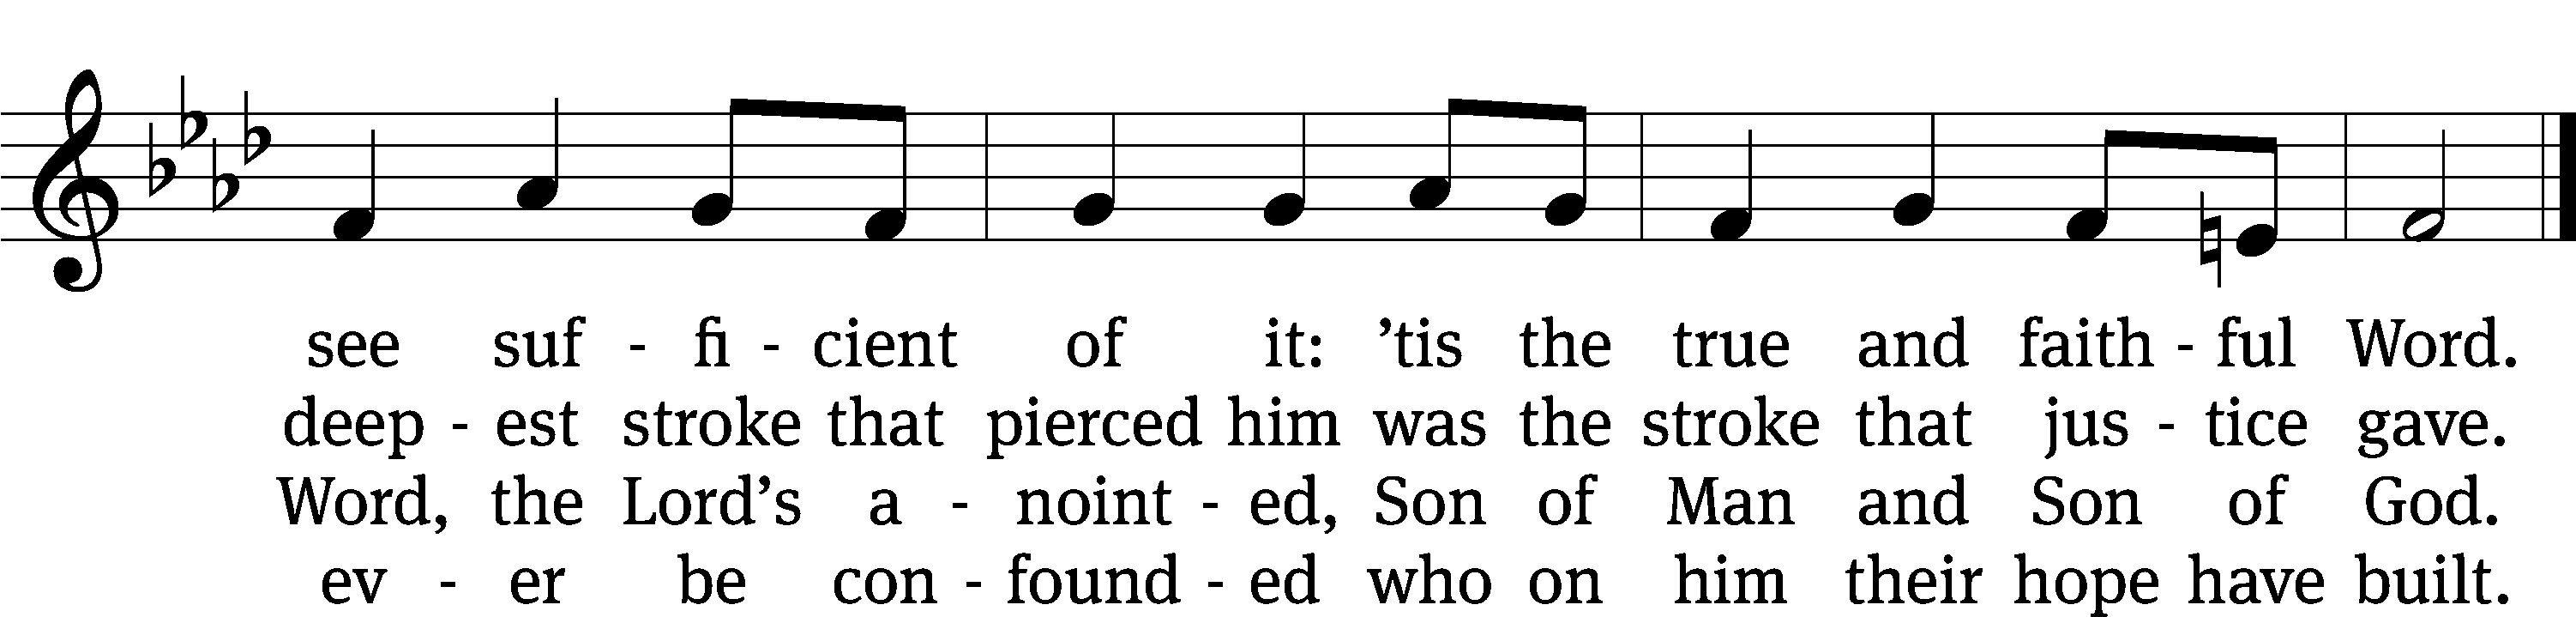 see suf - fi - cient of it: ’tis the true and faith - ful Word.
deep - est stroke that pierced him was the stroke that jus - tice gave.
Word, the Lord’s a - noint - ed, Son of Man and Son of God.
ev - er be con - found - ed who on him their hope have built.